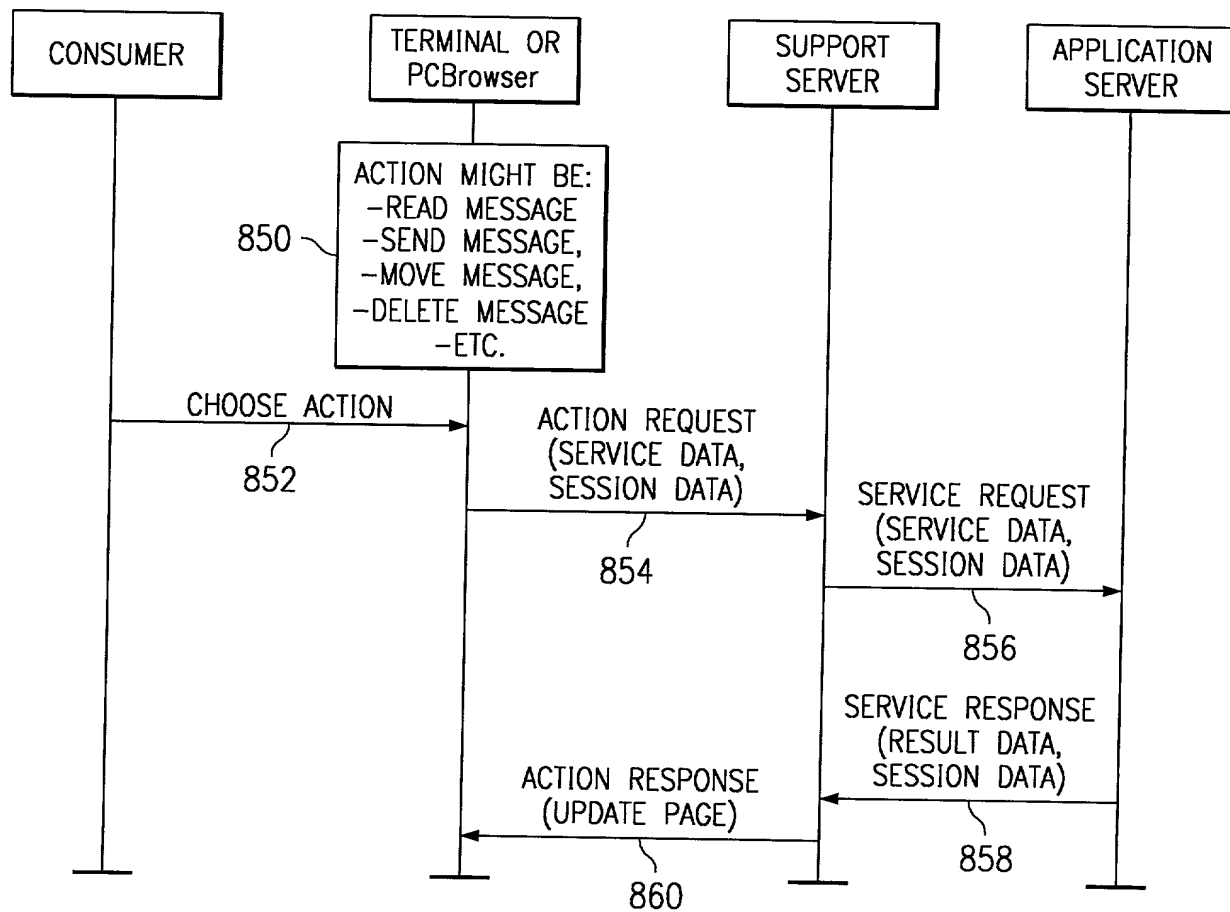 CONSUMER
TERMINAL OR
PCBrowser
SUPPORT
SERVER
APPLICATION
SERVER
ACTION MIGHT BE:
-READ MESSAGE
-SEND MESSAGE,
-MOVE MESSAGE,
-DELETE MESSAGE
-ETC.
850
CHOOSE ACTION
852
ACTION REQUEST
(SERVICE DATA,
SESSION DATA)
854
SERVICE REQUEST
(SERVICE DATA,
SESSION DATA)
856
SERVICE RESPONSE
(RESULT DATA,
SESSION DATA)
858
ACTION RESPONSE
(UPDATE PAGE)
860